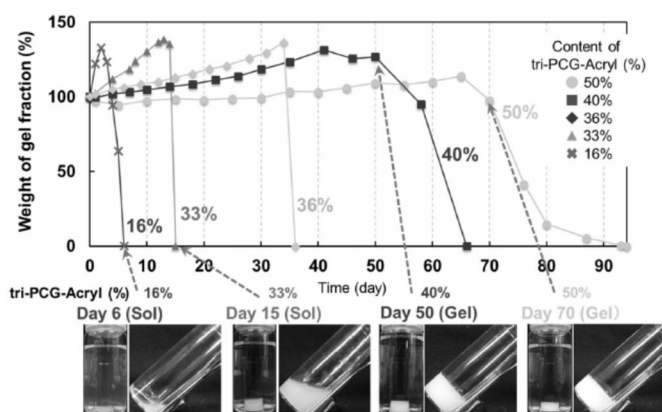 Weight of gel fraction (%)
150
100
50
0
Content of
tri-PCG-Acryl (%)
50%
40%
36%
33%
16%
16%
33%
36%
40%
50%
0 10 20 30 40 50 60 70 80 90
Time (day)
tri-PCG-Acryl (%) 16% 33% 40% 50%
Day 6 (Sol) Day 15 (Sol) Day 50 (Gel) Day 70 (Gel)